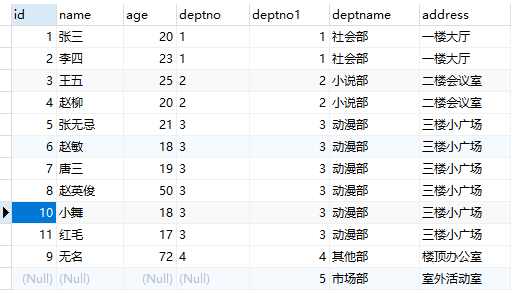 id name age deptno deptno1 deptname address
1 张三 20 1 1 社会部 一楼大厅
2 李四 23 1 1 社会部 一楼大厅
3 王五 25 2 2 小说部 二楼会议室
4 赵柳 20 2 2 小说部 二楼会议室
5 张无忌 21 3 3 动漫部 三楼小广场
6 赵敏 18 3 3 动漫部 三楼小广场
7 唐三 19 3 3 动漫部 三楼小广场
8 赵英俊 50 3 3 动漫部 三楼小广场
10 小舞 18 3 3 动漫部 三楼小广场
11 红毛 17 3 3 动漫部 三楼小广场
9 无名 72 4 4 其他部 楼顶办公室
(Null) (Null) (Null) (Null) 5 市场部 室外活动室